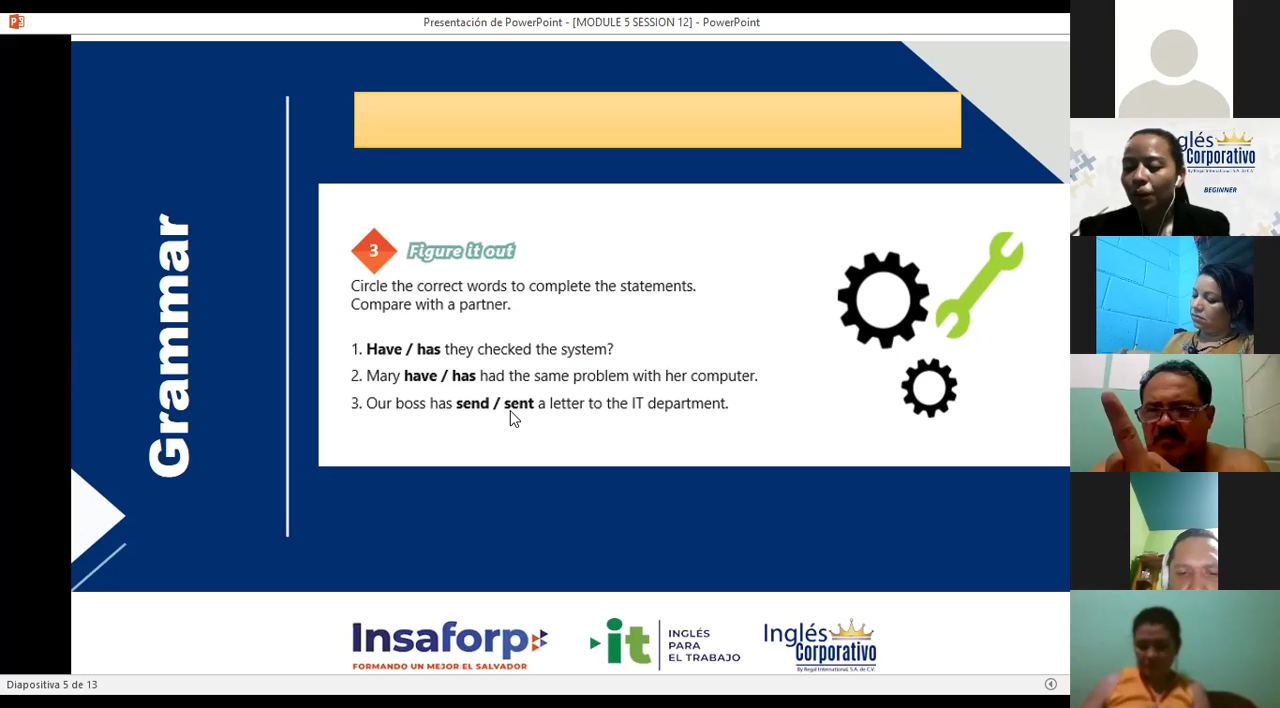 Presentación de PowerPoint - [MODULE 5 SESSION 12] - PowerPoint
Grammar
3 Figure it out
Circle the correct words to complete the statements.
Compare with a partner.
1. Have / has they checked the system?
2. Mary have / has had the same problem with her computer.
3. Our boss has send / sent a letter to the IT department.
Insaforp
FORMANDO UN MEJOR EL SALVADOR
it
INGLÉS
PARA
EL TRABAJO
Inglés
Corporativo
By Regal International, S.A. de C.V.
Diapositiva 5 de 13
glés
Corporativo
By Regal International, S.A. de C.V.
BEGINNER